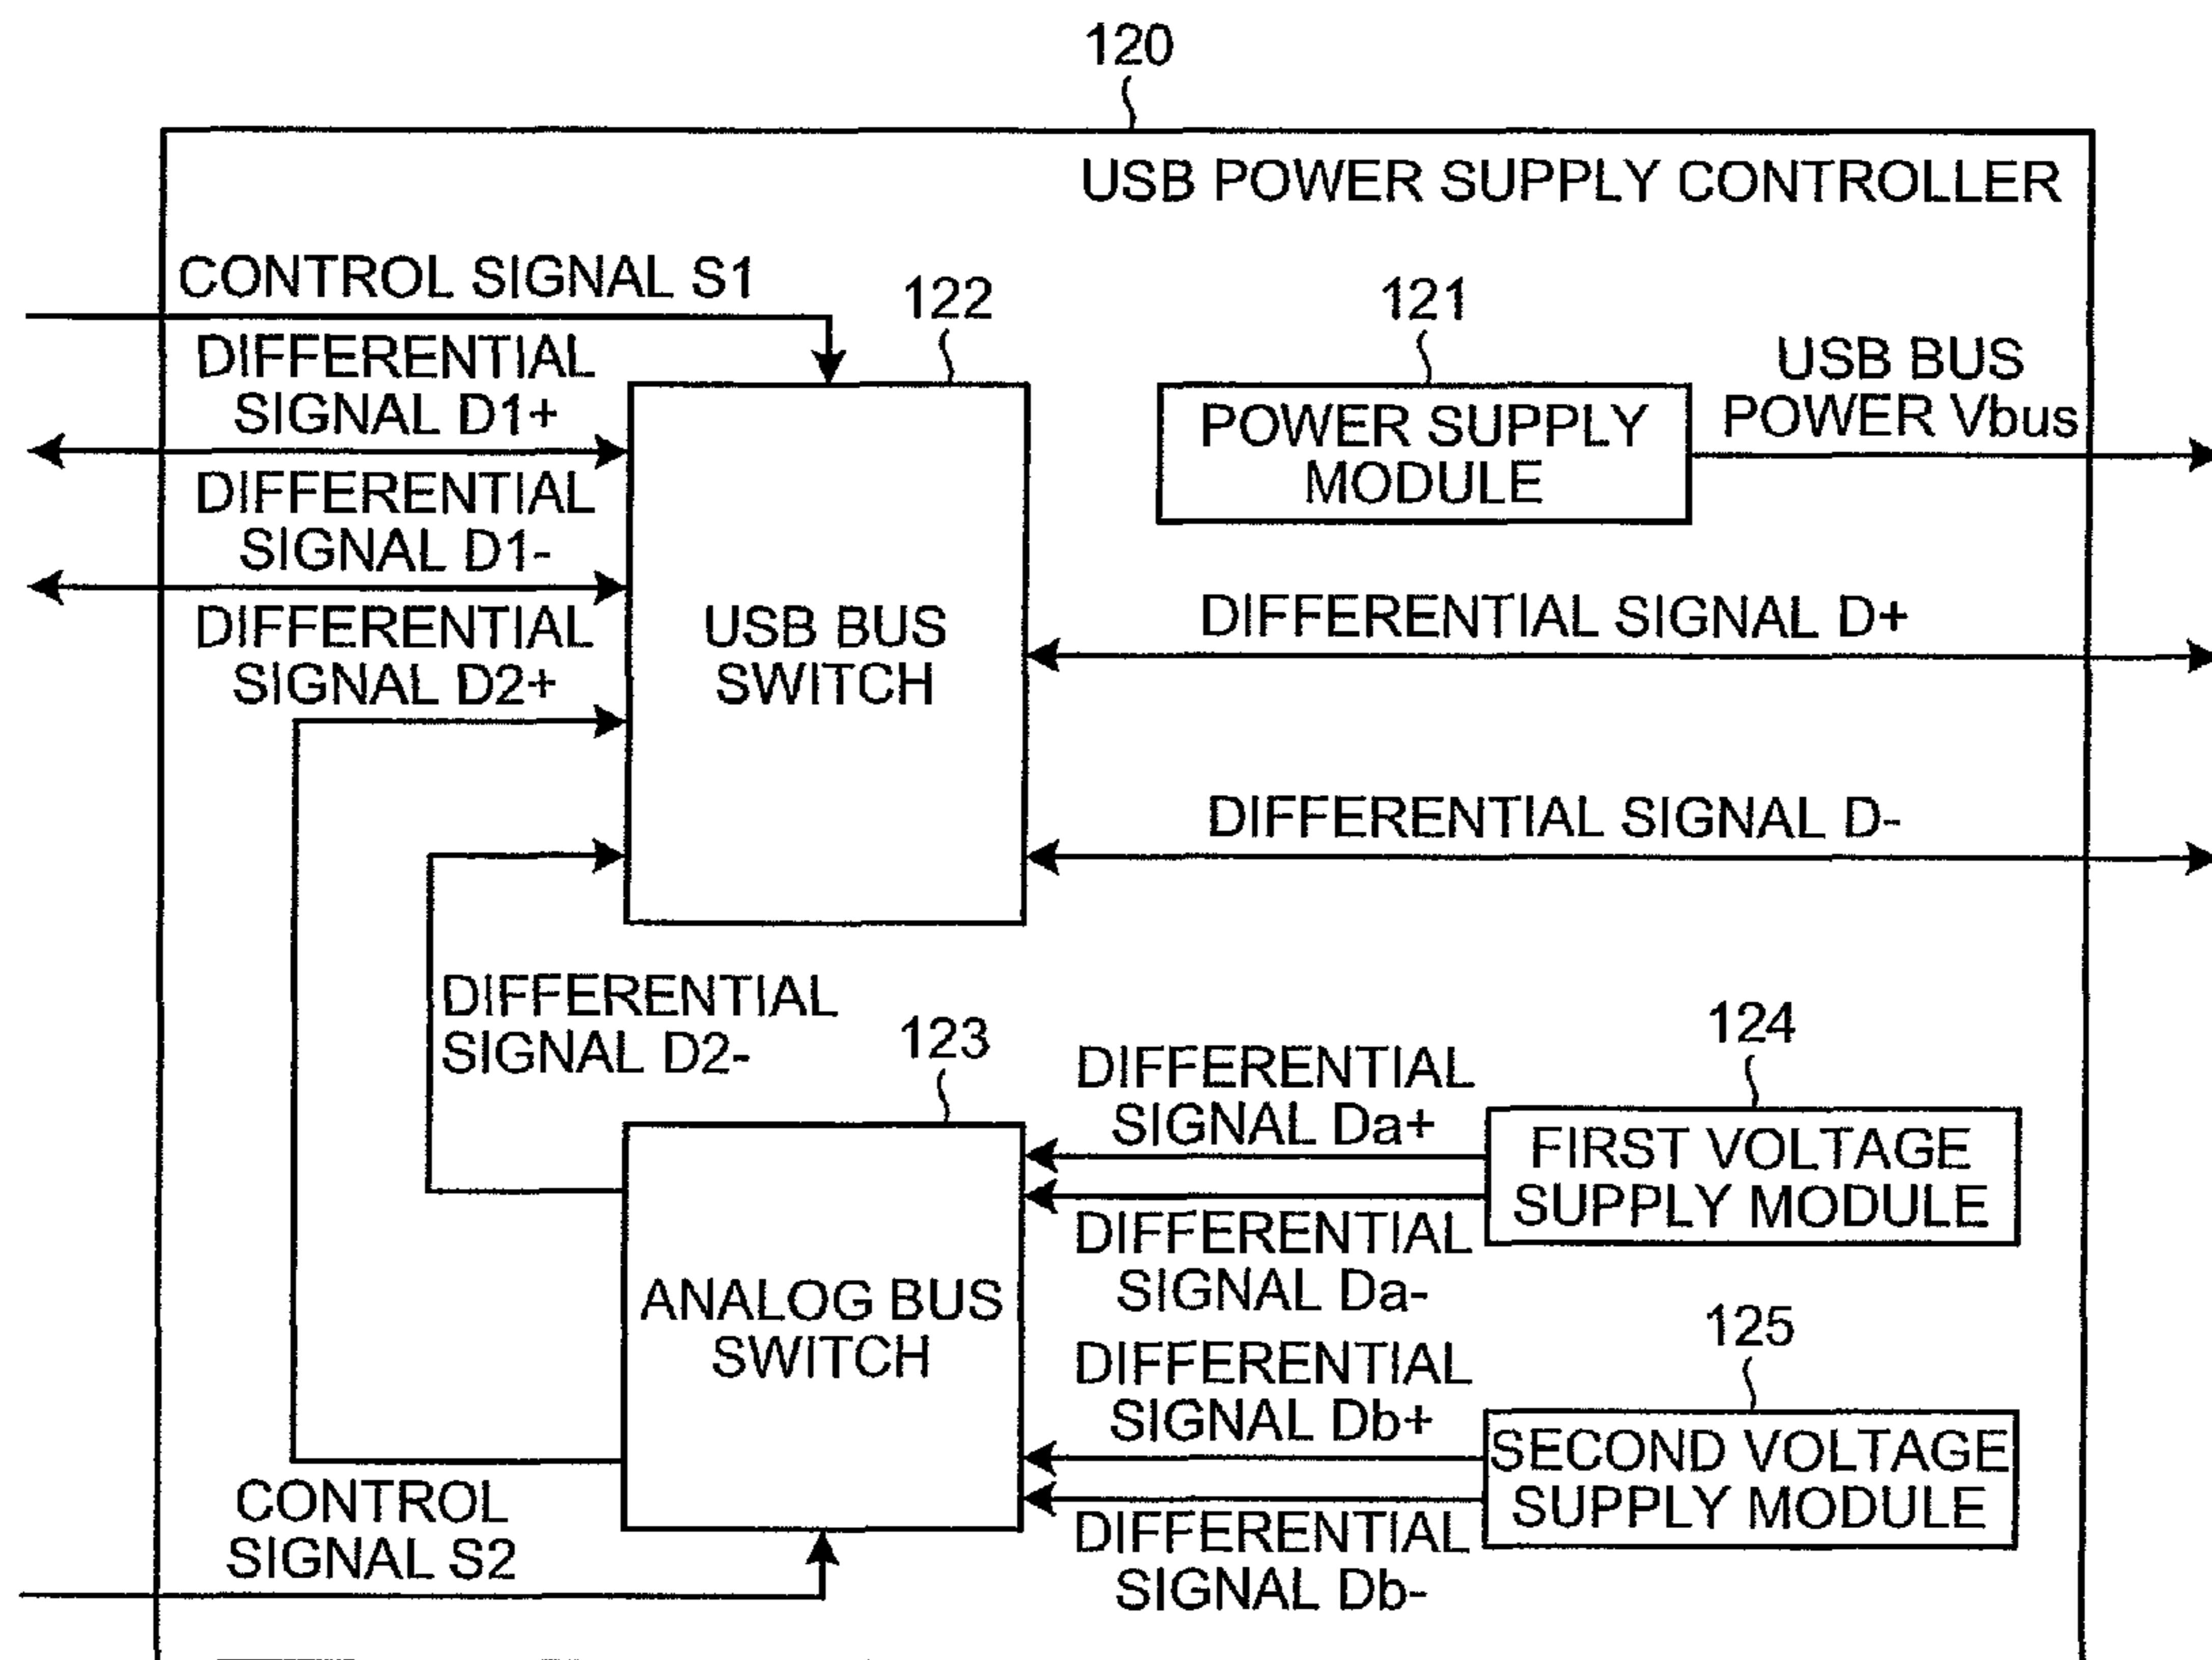 120
USB POWER SUPPLY CONTROLLER
CONTROL SIGNAL S1
122
121
DIFFERENTIAL
SIGNAL D1+
USB BUS
POWER Vbus
POWER SUPPLY
MODULE
DIFFERENTIAL
SIGNAL D1-
DIFFERENTIAL
SIGNAL D2+
USB BUS
SWITCH
DIFFERENTIAL SIGNAL D+
DIFFERENTIAL SIGNAL D-
DIFFERENTIAL
SIGNAL D2-
123
124
DIFFERENTIAL
SIGNAL Da+
FIRST VOLTAGE
SUPPLY MODULE
DIFFERENTIAL
SIGNAL Da-
ANALOG BUS
SWITCH
125
DIFFERENTIAL
SIGNAL Db+
SECOND VOLTAGE
SUPPLY MODULE
DIFFERENTIAL
SIGNAL Db-
CONTROL
SIGNAL S2